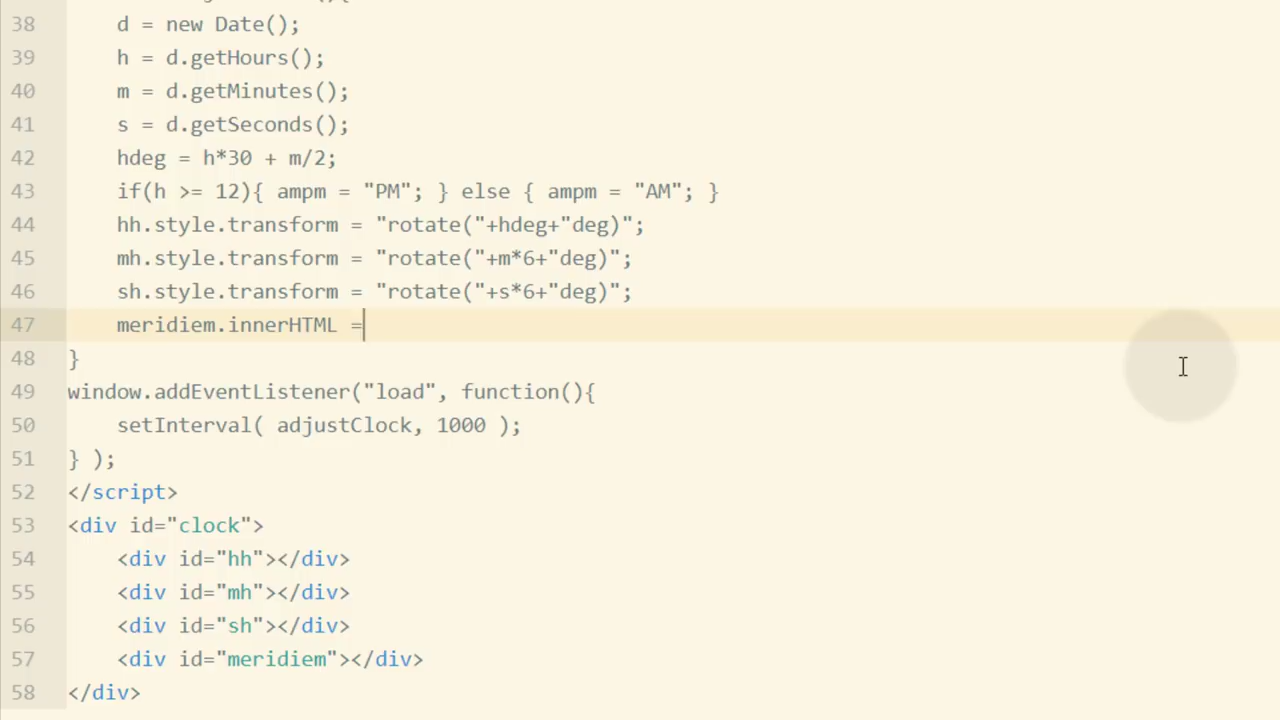 38 d = new Date();
39 h = d.getHours();
40 m = d.getMinutes();
41 s = d.getSeconds();
42 hdeg = h*30 + m/2;
43 if(h >= 12){ ampm = "PM"; } else { ampm = "AM"; }
44 hh.style.transform = "rotate("+hdeg+"deg)";
45 mh.style.transform = "rotate("+m*6+"deg)";
46 sh.style.transform = "rotate("+s*6+"deg)";
47 meridiem.innerHTML =
48 }
49 window.addEventListener("load", function(){
50 setInterval( adjustClock, 1000 );
51 } );
52 </script>
53 <div id="clock">
54 <div id="hh"></div>
55 <div id="mh"></div>
56 <div id="sh"></div>
57 <div id="meridiem"></div>
58 </div>